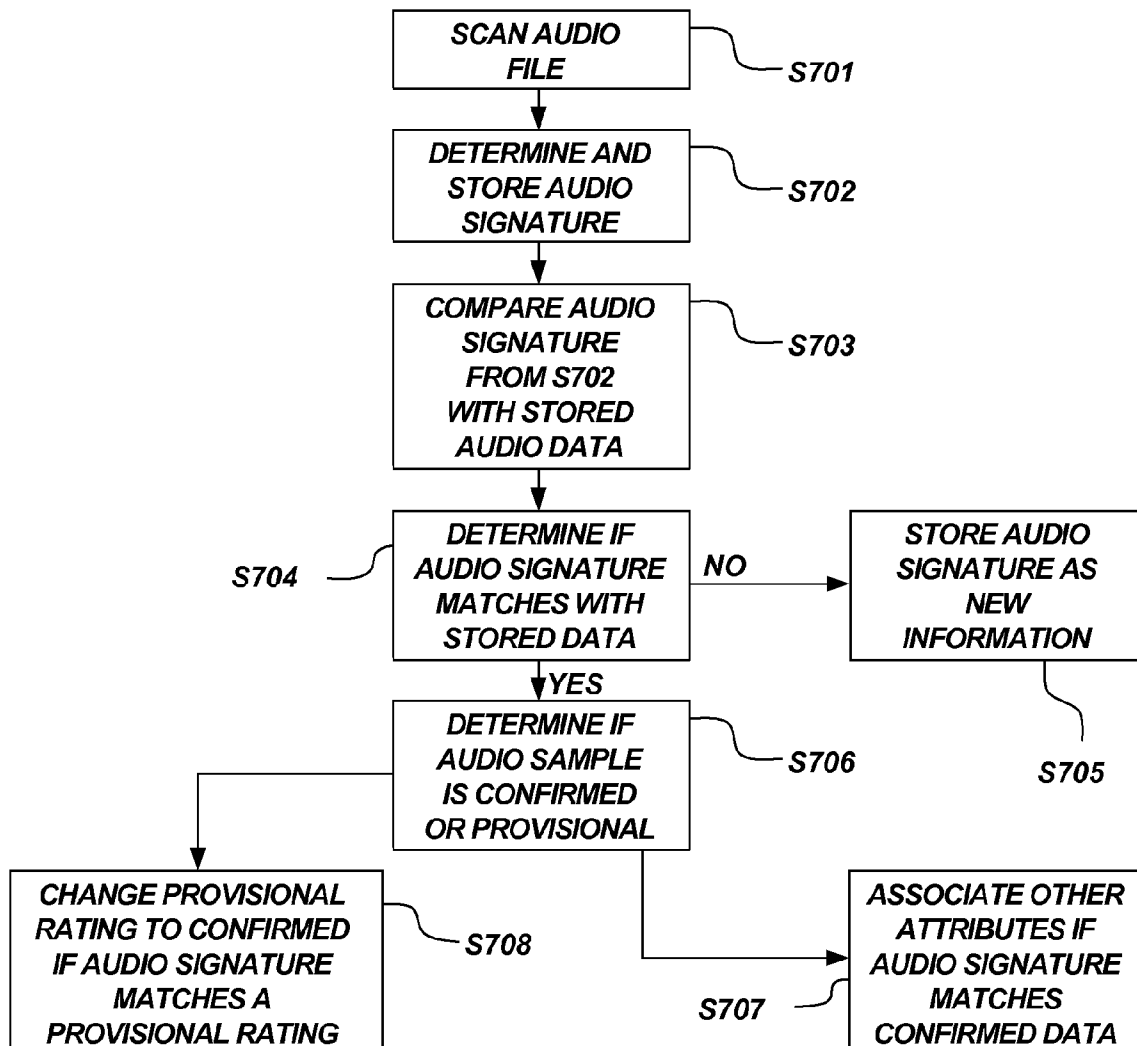 SCAN AUDIO
FILE
S701
DETERMINE AND
STORE AUDIO
SIGNATURE
S702
COMPARE AUDIO
SIGNATURE
FROM S702
WITH STORED
AUDIO DATA
S703
DETERMINE IF
AUDIO SIGNATURE
MATCHES WITH
STORED DATA
S704
NO
STORE AUDIO
SIGNATURE AS
NEW
INFORMATION
S705
YES
DETERMINE IF
AUDIO SAMPLE
IS CONFIRMED
OR PROVISIONAL
S706
CHANGE PROVISIONAL
RATING TO CONFIRMED
IF AUDIO SIGNATURE
MATCHES A
PROVISIONAL RATING
S708
ASSOCIATE OTHER
ATTRIBUTES IF
AUDIO SIGNATURE
MATCHES
CONFIRMED DATA
S707